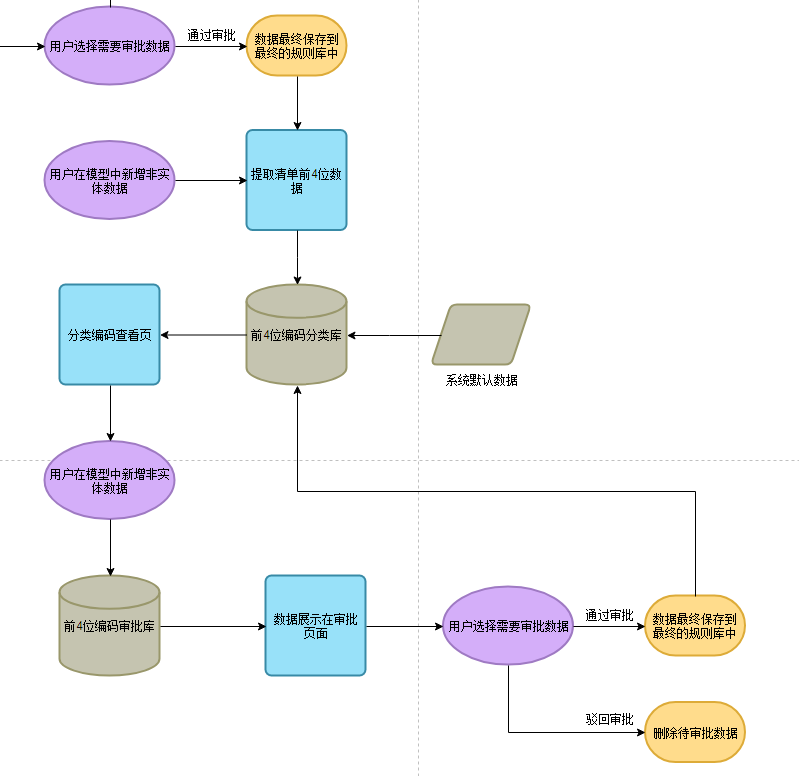 通过审批
用户选择需要审批数据
数据最终保存到
最终的规则库中
用户在模型中新增非实
体数据
提取清单前4位数
据
分类编码查看页
前4位编码分类库
系统默认数据
用户在模型中新增非实
体数据
前4位编码审批库
数据展示在审批
页面
用户选择需要审批数据
通过审批
数据最终保存到
最终的规则库中
驳回审批
删除待审批数据